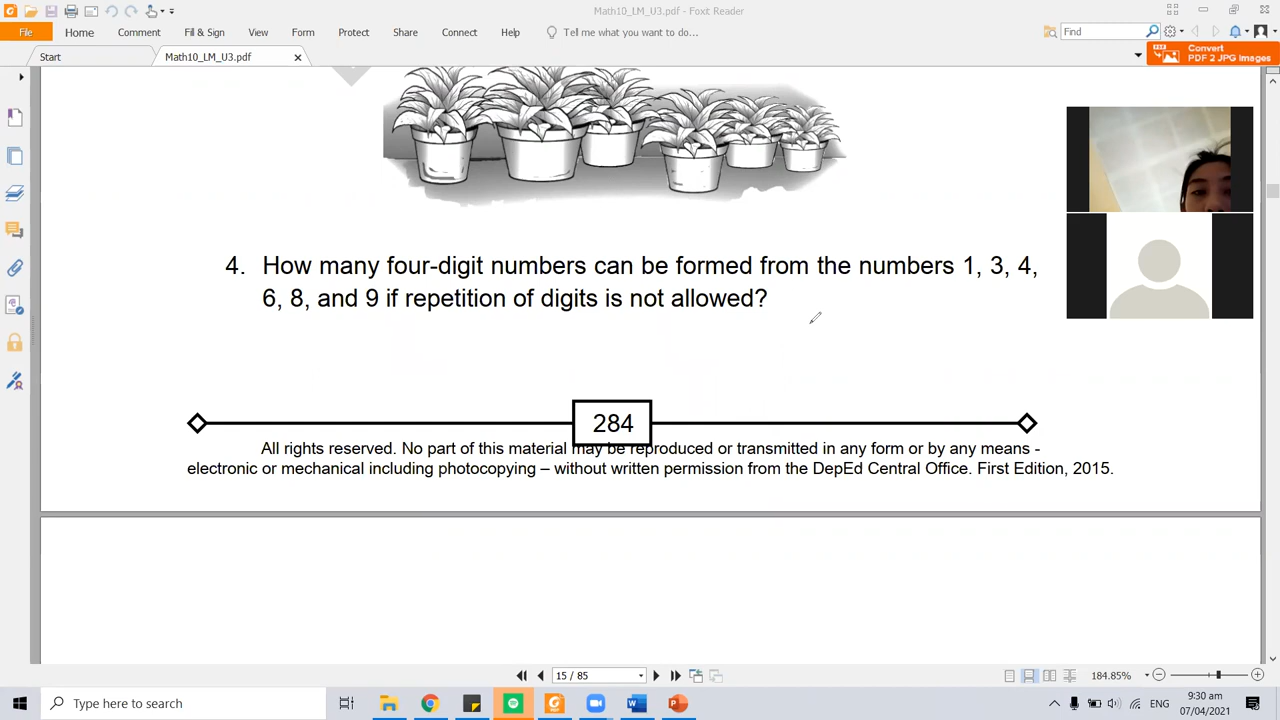 Math10_LM_U3.pdf - Foxit Reader
File Home Comment Fill & Sign View Form Protect Share Connect Help Tell me what you want to do... Find
Start Math10_LM_U3.pdf
Convert
PDF 2 JPG Images
4. How many four-digit numbers can be formed from the numbers 1, 3, 4,
6, 8, and 9 if repetition of digits is not allowed?
284
All rights reserved. No part of this material may be reproduced or transmitted in any form or by any means -
electronic or mechanical including photocopying – without written permission from the DepEd Central Office. First Edition, 2015.
15 / 85 184.85%
Type here to search
ENG
9:30 am
07/04/2021